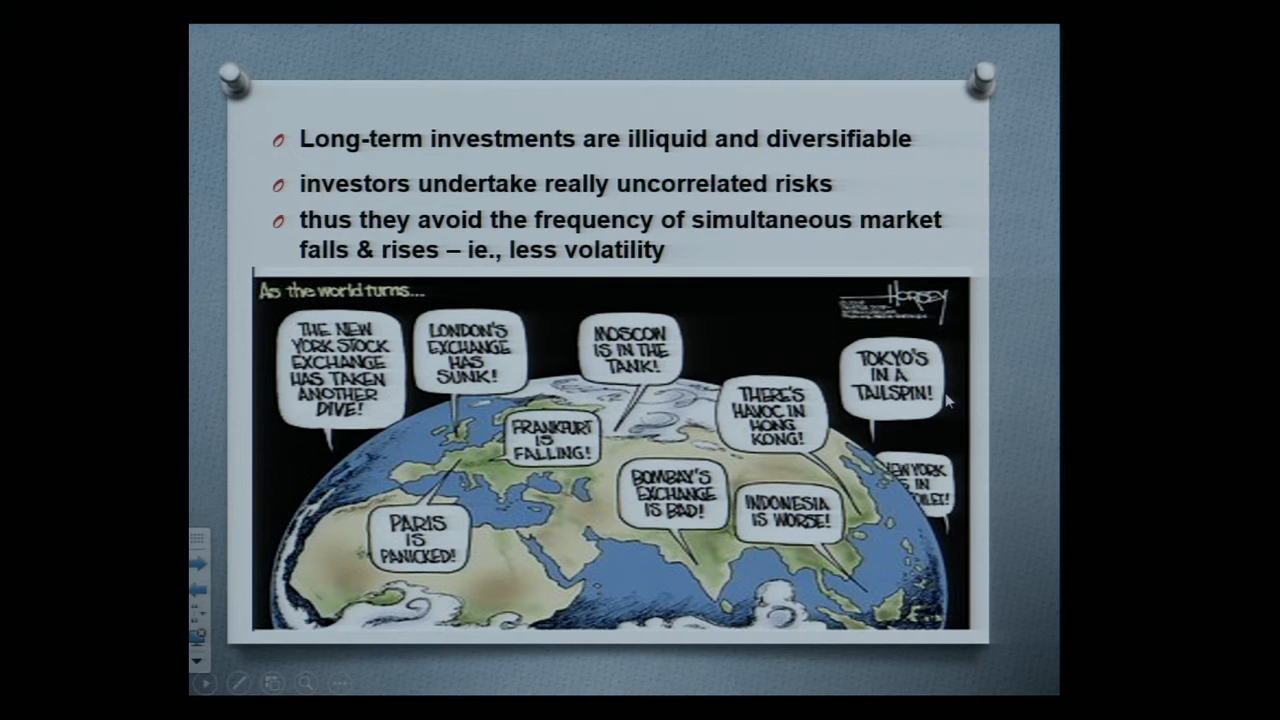 Long-term investments are illiquid and diversifiable
investors undertake really uncorrelated risks
thus they avoid the frequency of simultaneous market
falls & rises – ie., less volatility
As the world turns...
HORSEY
THE NEW
YORK STOCK
EXCHANGE
HAS TAKEN
ANOTHER
DIVE!
LONDON'S
EXCHANGE
HAS
SUNK!
MOSCOW
IS IN THE
TANK!
TOKYO'S
IN A
TAILSPIN!
THERE'S
HAVOC IN
HONG
KONG!
FRANKFURT
IS
FALLING!
BOMBAY'S
EXCHANGE
IS BAD!
INDONESIA
IS WORSE!
NEW YORK
IN
PARIS
IS
PANICKED!